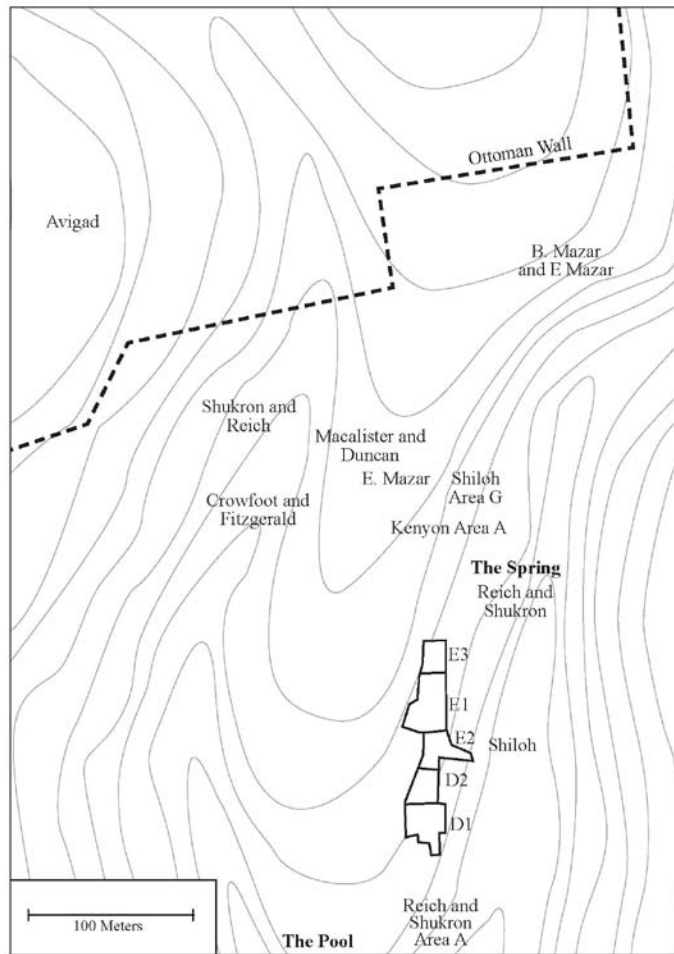 Ottoman Wall
Avigad
B. Mazar
and E Mazar
Shukron and
Reich
Macalister and
Duncan
E. Mazar
Shiloh
Area G
Crowfoot and
Fitzgerald
Kenyon Area A
The Spring
Reich and
Shukron
E3
E1
E2
Shiloh
D2
D1
Reich and
Shukron
Area A
100 Meters
The Pool